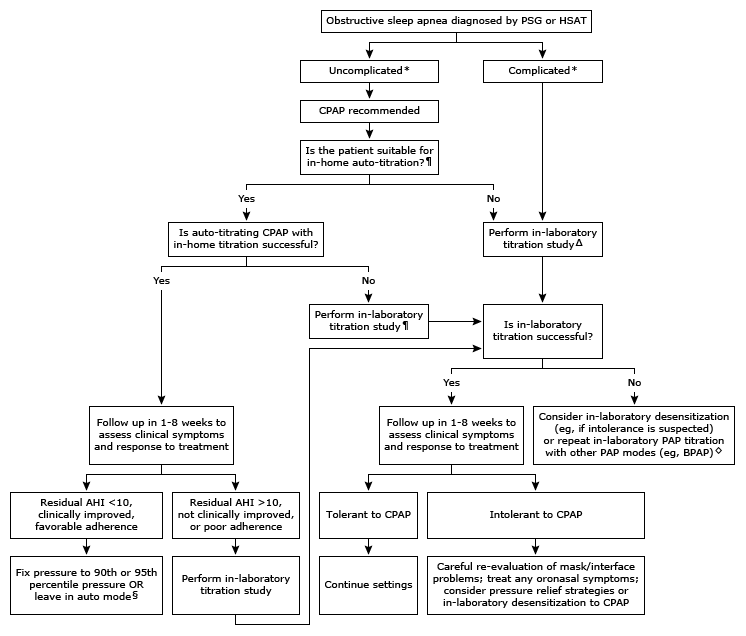 Obstructive sleep apnea diagnosed by PSG or HSAT
Uncomplicated*
Complicated*
CPAP recommended
Is the patient suitable for
in-home auto-titration?¶
Yes
No
Is auto-titrating CPAP with
in-home titration successful?
Perform in-laboratory
titration studyΔ
Yes
No
Perform in-laboratory
titration study¶
Is in-laboratory
titration successful?
Yes
No
Follow up in 1-8 weeks to
assess clinical symptoms
and response to treatment
Follow up in 1-8 weeks to
assess clinical symptoms
and response to treatment
Consider in-laboratory desensitization
(eg, if intolerance is suspected)
or repeat in-laboratory PAP titration
with other PAP modes (eg, BPAP)◊
Residual AHI <10,
clinically improved,
favorable adherence
Residual AHI >10,
not clinically improved,
or poor adherence
Tolerant to CPAP
Intolerant to CPAP
Fix pressure to 90th or 95th
percentile pressure OR
leave in auto mode§
Perform in-laboratory
titration study
Continue settings
Careful re-evaluation of mask/interface
problems; treat any oronasal symptoms;
consider pressure relief strategies or
in-laboratory desensitization to CPAP